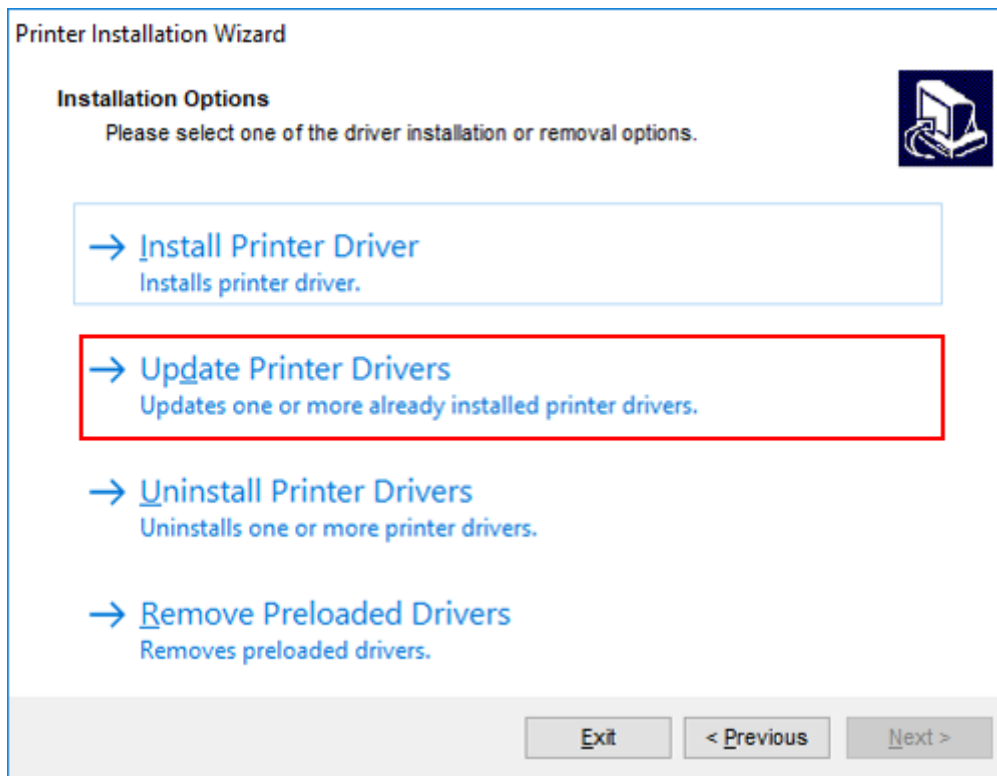 Printer Installation Wizard
Installation Options
Please select one of the driver installation or removal options.
Install Printer Driver
Installs printer driver.
Update Printer Drivers
Updates one or more already installed printer drivers.
Uninstall Printer Drivers
Uninstalls one or more printer drivers.
Remove Preloaded Drivers
Removes preloaded drivers.
Exit < Previous Next >